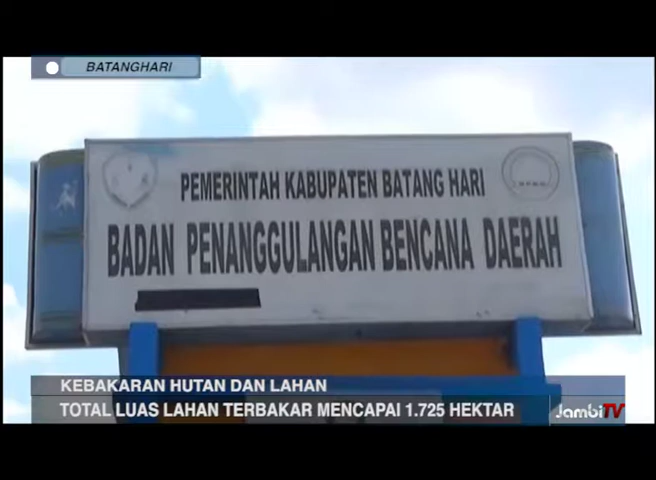 BATANGHARI
PEMERINTAH KABUPATEN BATANG HARI
BADAN PENANGGULANGAN BENCANA DAERAH
KEBAKARAN HUTAN DAN LAHAN
TOTAL LUAS LAHAN TERBAKAR MENCAPAI 1.725 HEKTAR
JambiTV